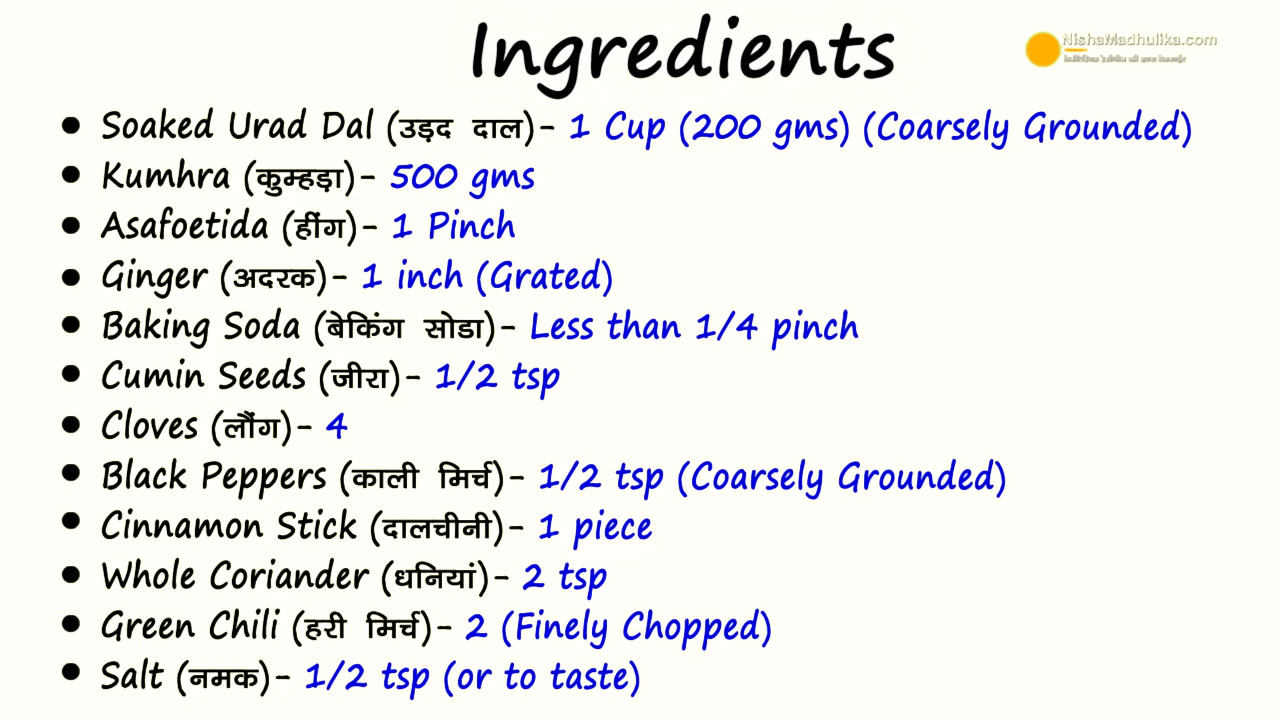 Ingredients
NishaMadhulika.com
• Soaked Urad Dal (उड़द दाल)- 1 Cup (200 gms) (Coarsely Grounded)
• Kumhra (कुम्हड़ा)- 500 gms
• Asafoetida (हींग)- 1 Pinch
• Ginger (अदरक)- 1 inch (Grated)
• Baking Soda (बेकिंग सोडा)- Less than 1/4 pinch
• Cumin Seeds (जीरा)- 1/2 tsp
• Cloves (लौंग)- 4
• Black Peppers (काली मिर्च)- 1/2 tsp (Coarsely Grounded)
• Cinnamon Stick (दालचीनी)- 1 piece
• Whole Coriander (धनियां)- 2 tsp
• Green Chili (हरी मिर्च)- 2 (Finely Chopped)
• Salt (नमक)- 1/2 tsp (or to taste)